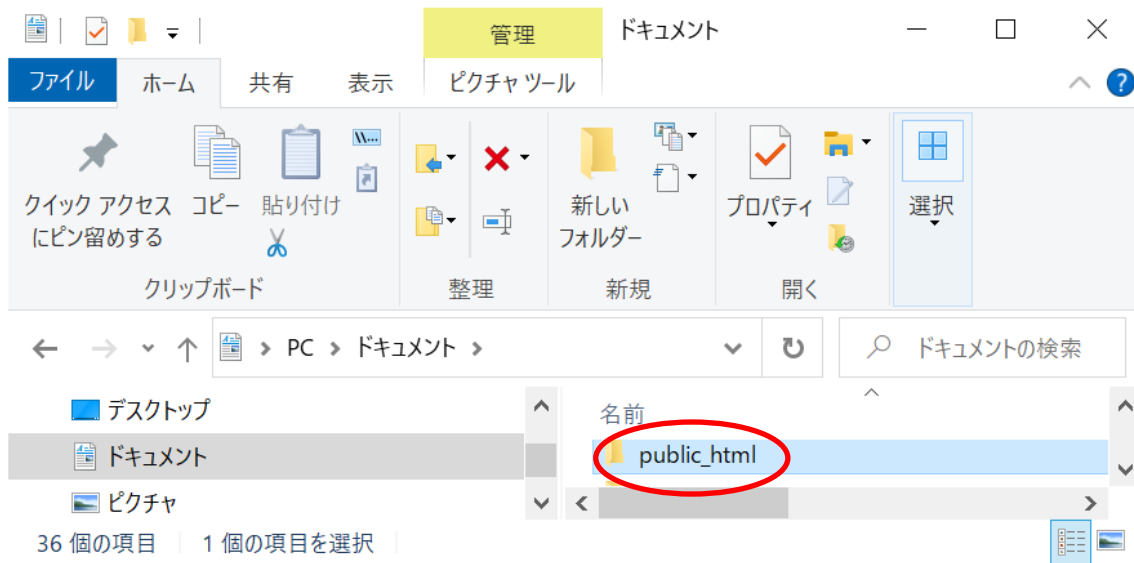 管理
ドキュメント
ファイル
ホーム
共有
表示
ピクチャ ツール
?
クイック アクセス
にピン留めする
コピー
貼り付け
新しい
フォルダー
プロパティ
選択
クリップボード
整理
新規
開く
PC > ドキュメント >
ドキュメントの検索
デスクトップ
ドキュメント
ピクチャ
名前
public_html
36 個の項目
1 個の項目を選択